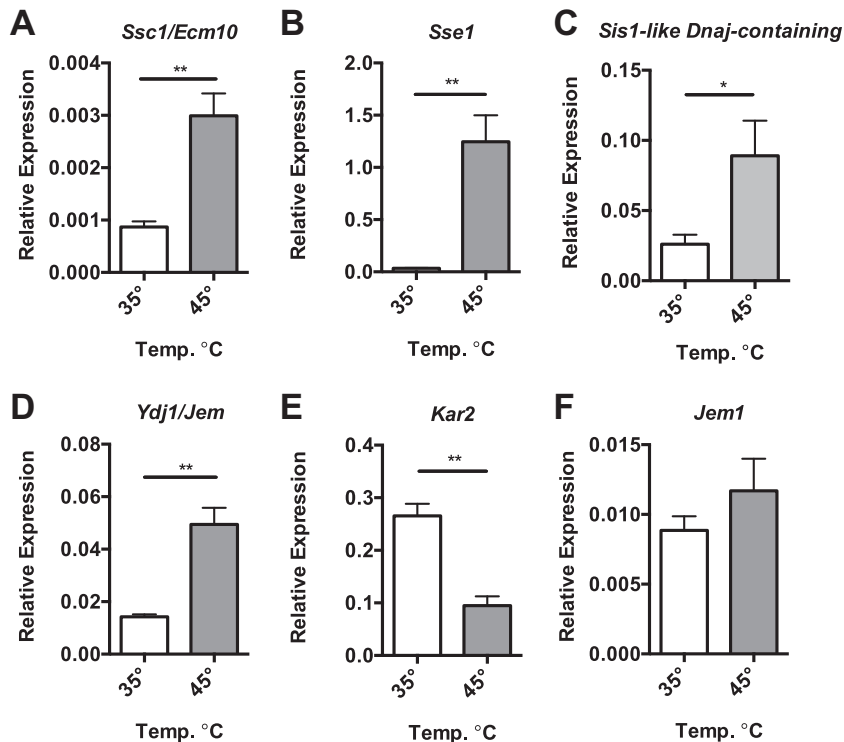 A
Ssc1/Ecm10
Relative Expression
0.004
0.003
0.002
0.001
0.000
**
35°
45°
Temp. °C
B
Sse1
Relative Expression
2.0
1.5
1.0
0.5
0.0
**
35°
45°
Temp. °C
C
Sis1-like Dnaj-containing
Relative Expression
0.15
0.10
0.05
0.00
*
35°
45°
Temp. °C
D
Ydj1/Jem
Relative Expression
0.08
0.06
0.04
0.02
0.00
**
35°
45°
Temp. °C
E
Kar2
Relative Expression
0.4
0.3
0.2
0.1
0.0
**
35°
45°
Temp. °C
F
Jem1
Relative Expression
0.015
0.010
0.005
0.000
35°
45°
Temp. °C